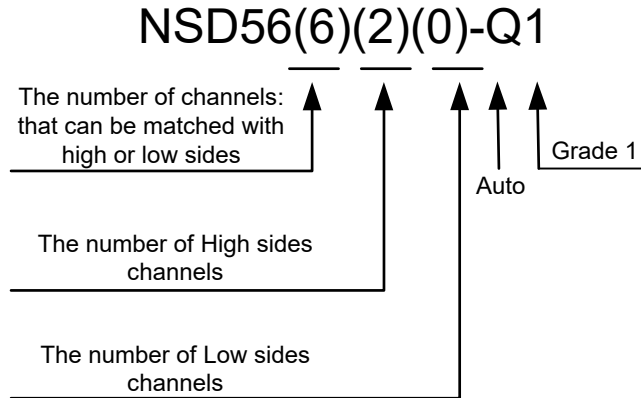 NSD56(6)(2)(0)-Q1
The number of channels:
that can be matched with
high or low sides
Grade 1
Auto
The number of High sides
channels
The number of Low sides
channels